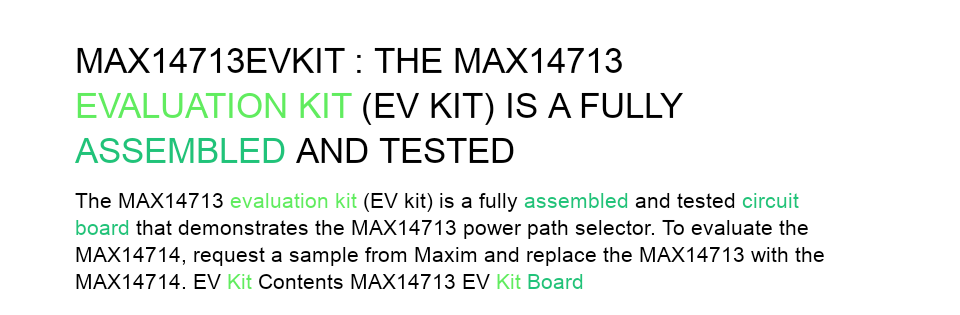 MAX14713EVKIT : THE MAX14713
EVALUATION KIT (EV KIT) IS A FULLY
ASSEMBLED AND TESTED
The MAX14713 evaluation kit (EV kit) is a fully assembled and tested circuit
board that demonstrates the MAX14713 power path selector. To evaluate the
MAX14714, request a sample from Maxim and replace the MAX14713 with the
MAX14714. EV Kit Contents MAX14713 EV Kit Board